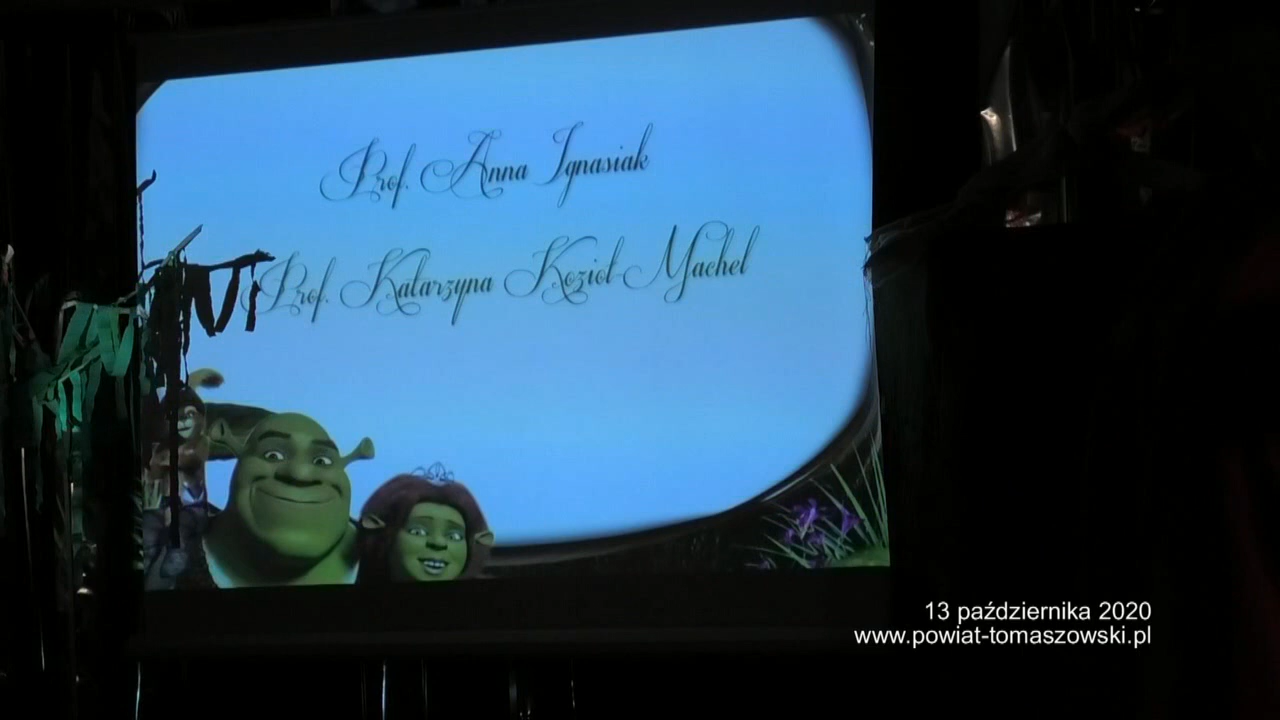 Prof. Anna Ignasiak
Prof. Katarzyna Kozioł-Machel
13 października 2020
www.powiat-tomaszowski.pl